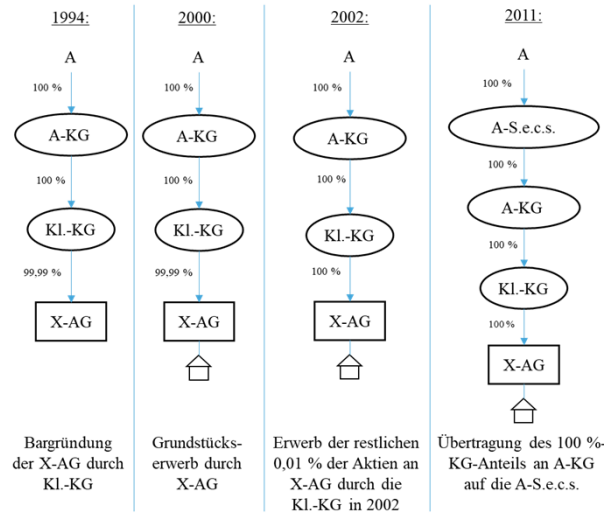 1994:
A
100 %
A-KG
100 %
Kl.-KG
99,99 %
X-AG
Bargründung
der X-AG durch
Kl.-KG
2000:
A
100 %
A-KG
100 %
Kl.-KG
99,99 %
X-AG
Grundstücks-
erwerb durch
X-AG
2002:
A
100 %
A-KG
100 %
Kl.-KG
100 %
X-AG
Erwerb der restlichen
0,01 % der Aktien an
X-AG durch die
Kl.-KG in 2002
2011:
A
100 %
A-S.e.c.s.
100 %
A-KG
100 %
Kl.-KG
100 %
X-AG
Übertragung des 100 %-
KG-Anteils an A-KG
auf die A-S.e.c.s.